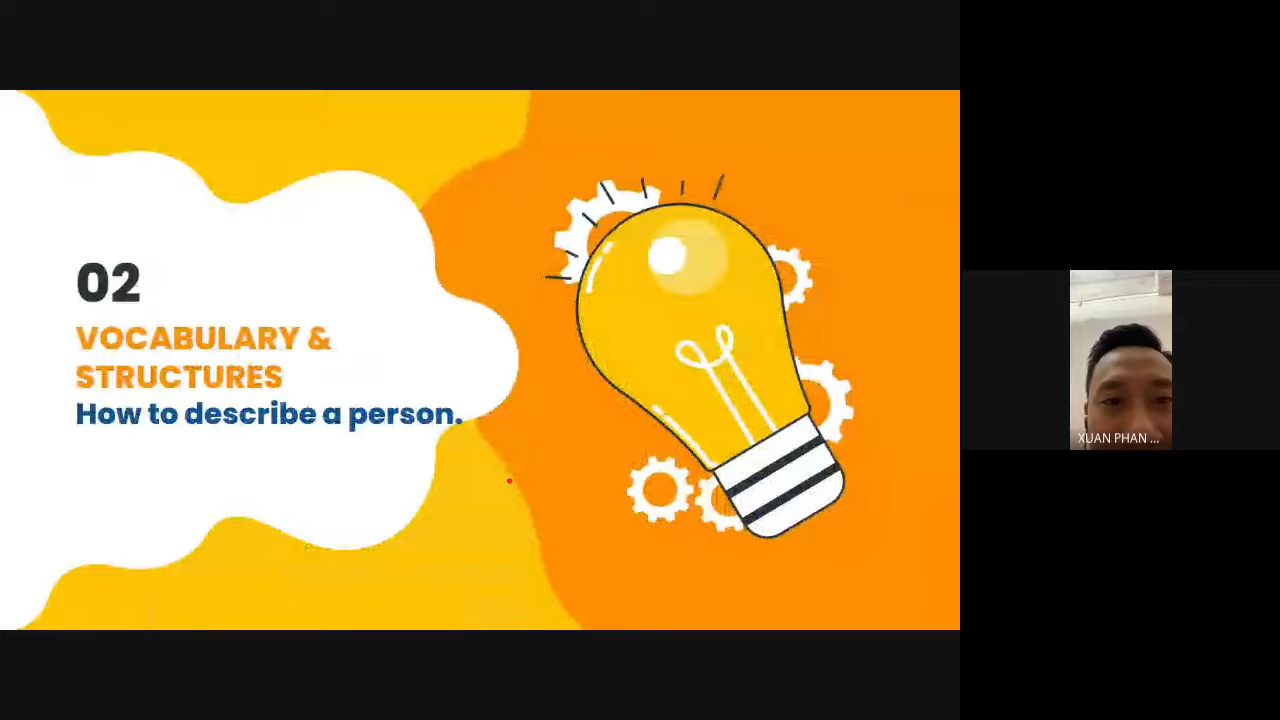 02
VOCABULARY &
STRUCTURES
How to describe a person.
XUAN PHAN ...